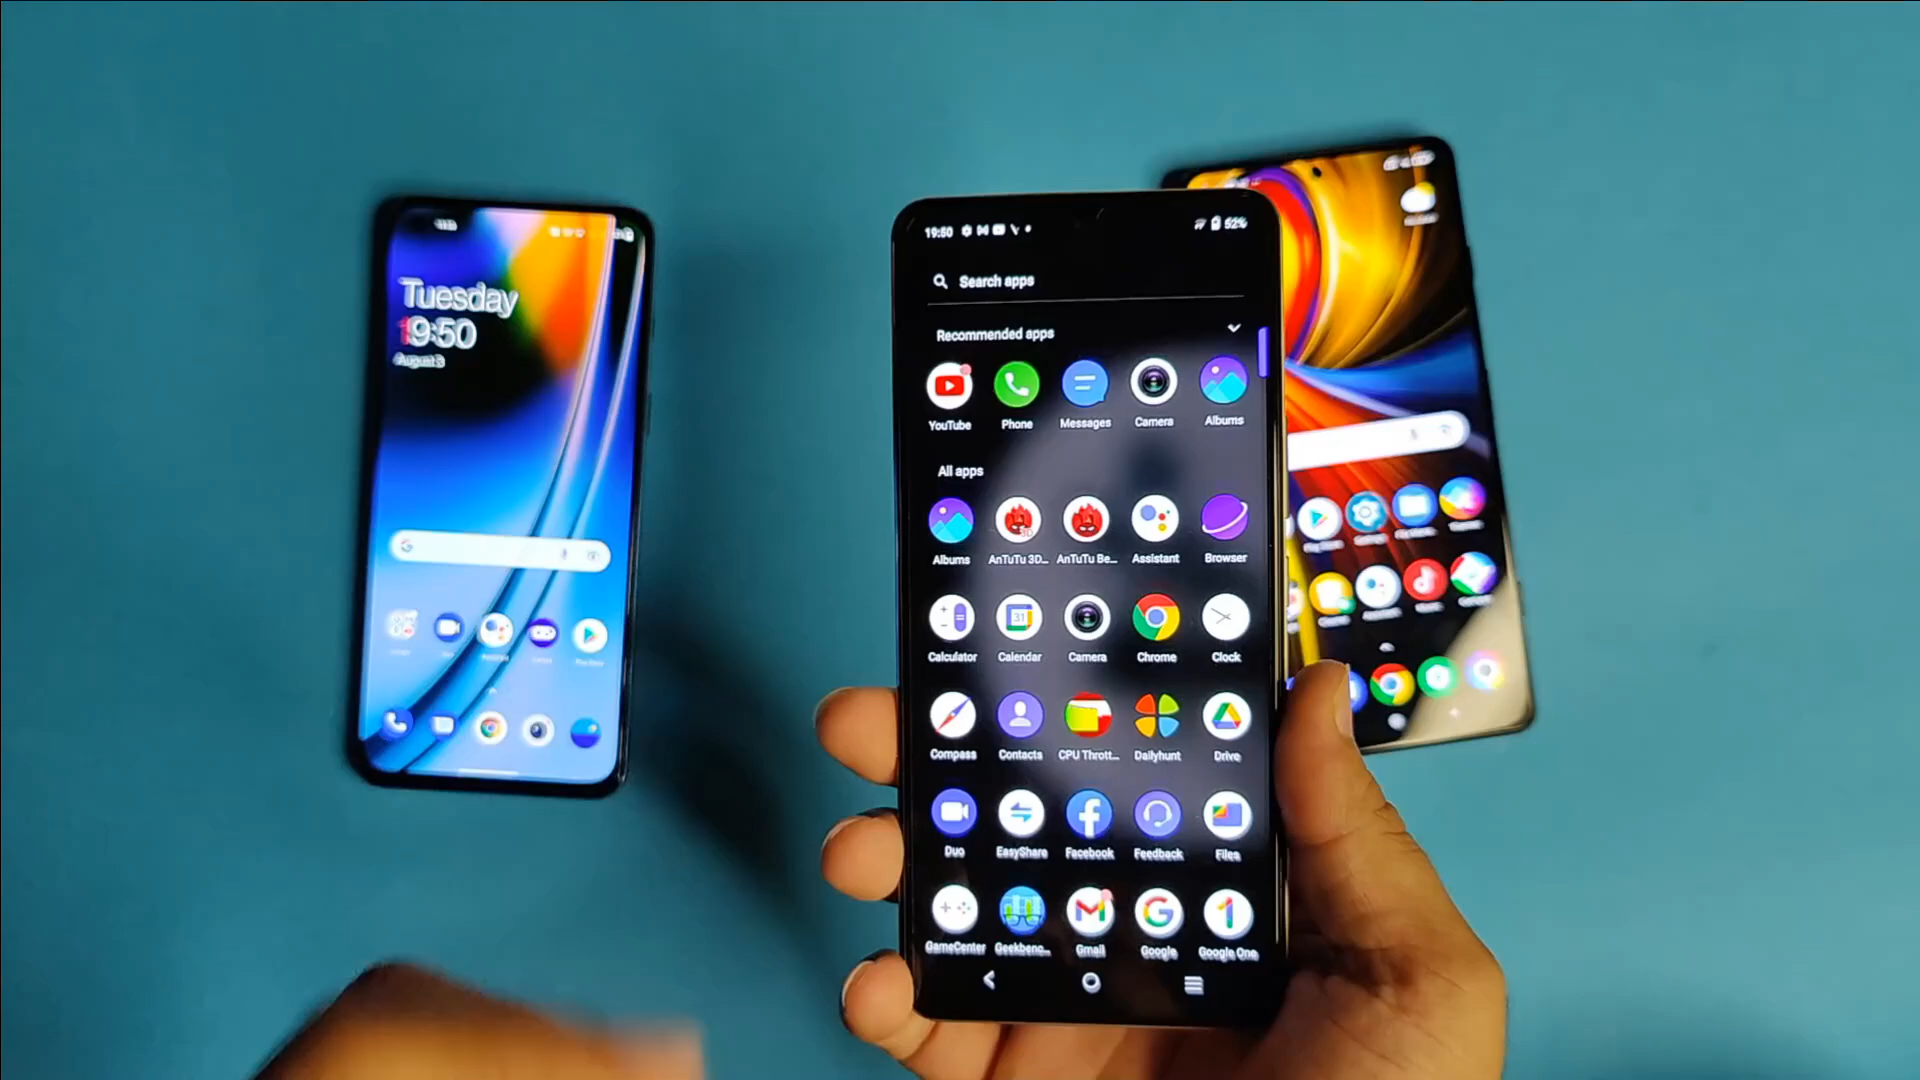 Tuesday
19:50
August 3
19:50
52%
Search apps
Recommended apps
YouTube Phone Messages Camera Albums
All apps
Albums AnTuTu 3D... AnTuTu Be... Assistant Browser
Calculator Calendar Camera Chrome Clock
Compass Contacts CPU Thrott... Dailyhunt Drive
Duo EasyShare Facebook Feedback Files
GameCenter Geekbenc... Gmail Google Google One